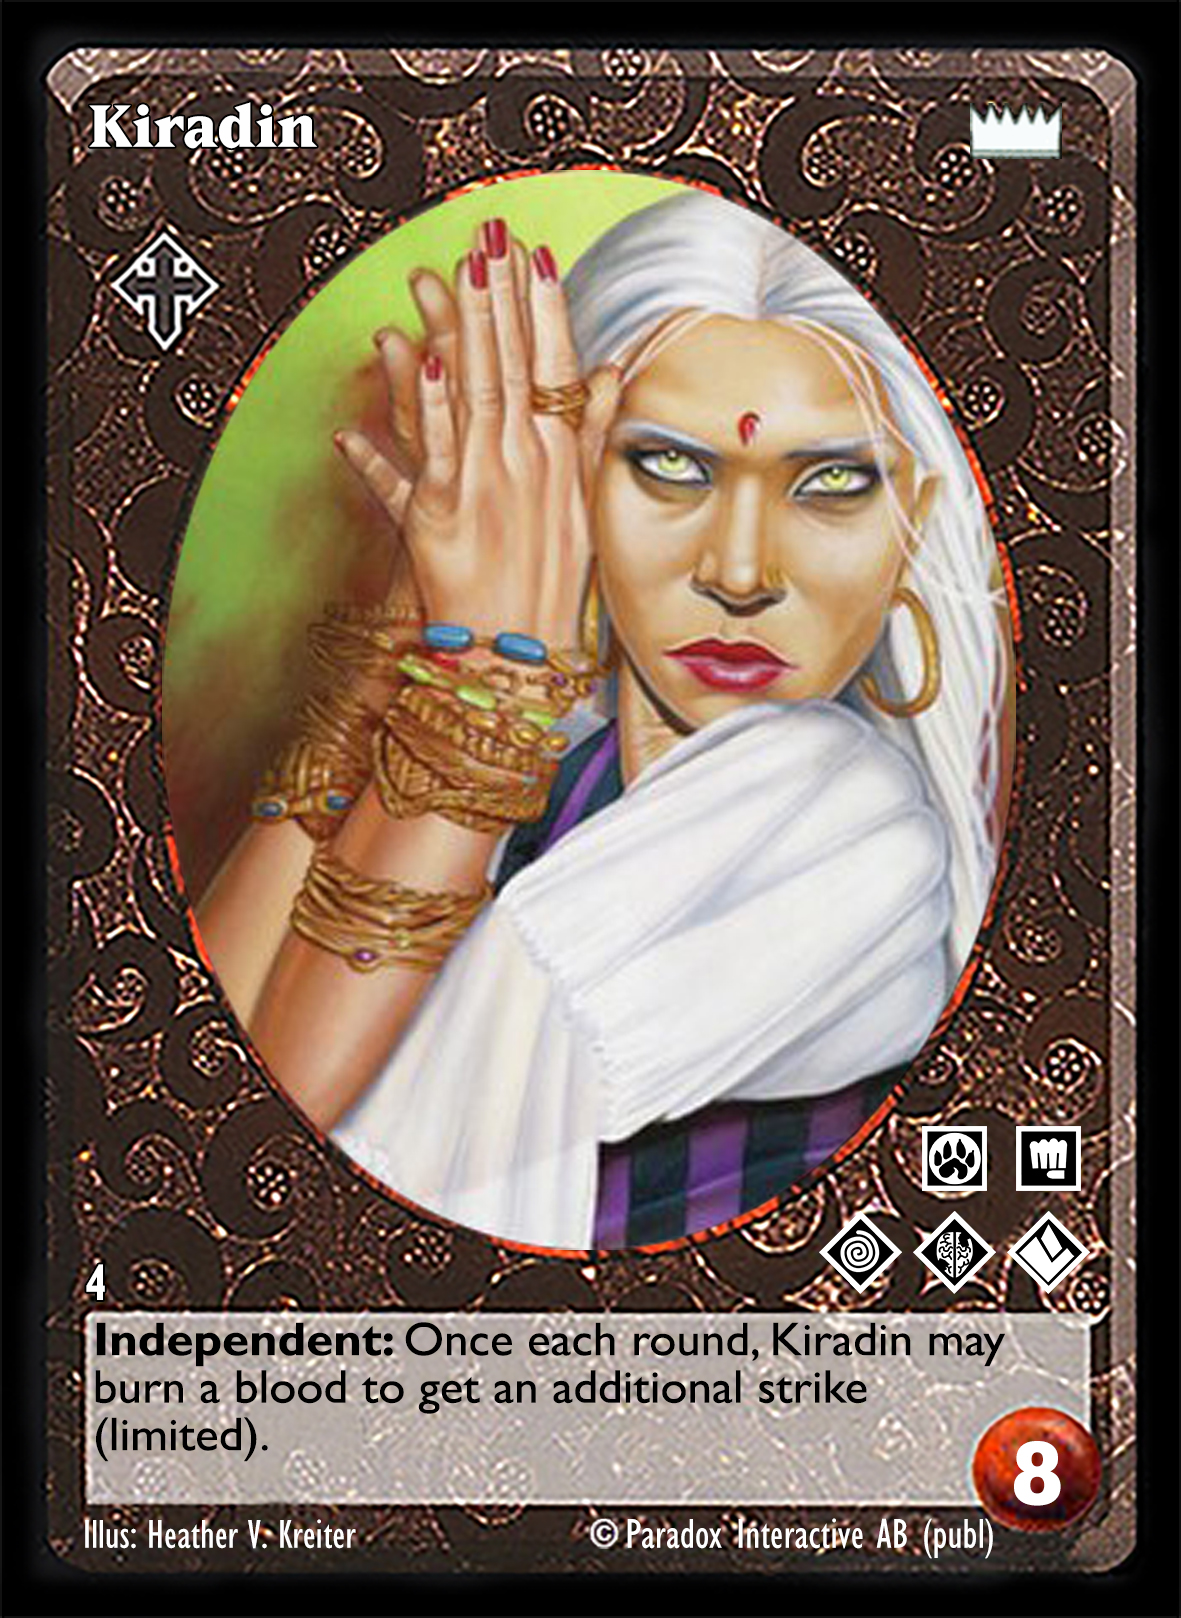 Kiradin
4
Independent: Once each round, Kiradin may
burn a blood to get an additional strike
(limited).
8
Illus: Heather V. Kreiter
© Paradox Interactive AB (publ)